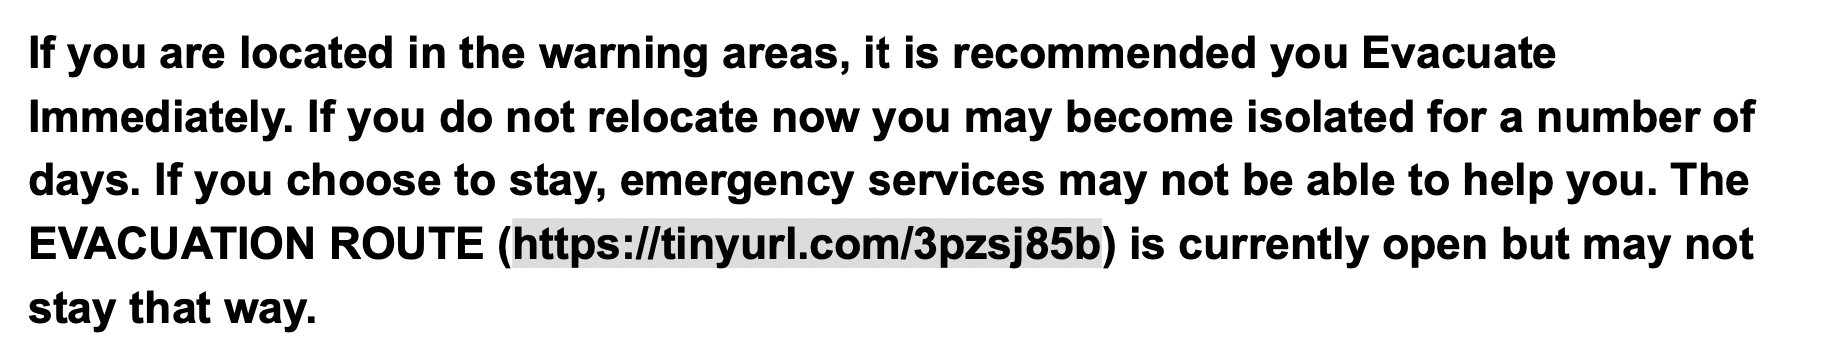 If you are located in the warning areas, it is recommended you Evacuate
Immediately. If you do not relocate now you may become isolated for a number of
days. If you choose to stay, emergency services may not be able to help you. The
EVACUATION ROUTE (https://tinyurl.com/3pzsj85b) is currently open but may not
stay that way.